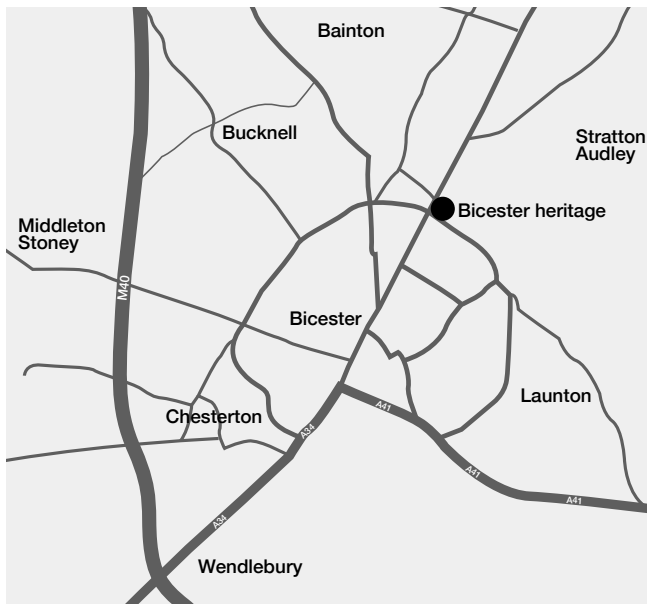 Bainton
Bucknell
Stratton
Audley
Bicester heritage
Middleton
Stoney
M40
Bicester
Launton
A41
Chesterton
A34
A41
A41
A34
Wendlebury